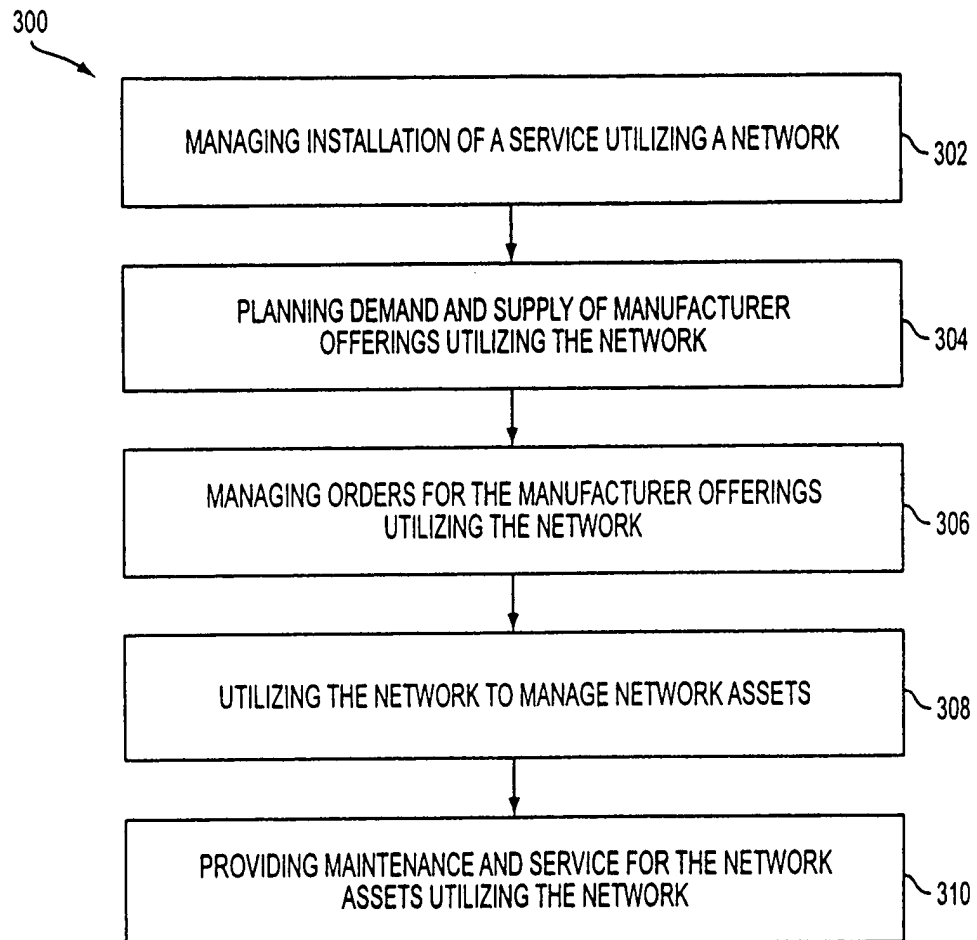 300
MANAGING INSTALLATION OF A SERVICE UTILIZING A NETWORK
302
PLANNING DEMAND AND SUPPLY OF MANUFACTURER
OFFERINGS UTILIZING THE NETWORK
304
MANAGING ORDERS FOR THE MANUFACTURER OFFERINGS
UTILIZING THE NETWORK
306
UTILIZING THE NETWORK TO MANAGE NETWORK ASSETS
308
PROVIDING MAINTENANCE AND SERVICE FOR THE NETWORK
ASSETS UTILIZING THE NETWORK
310